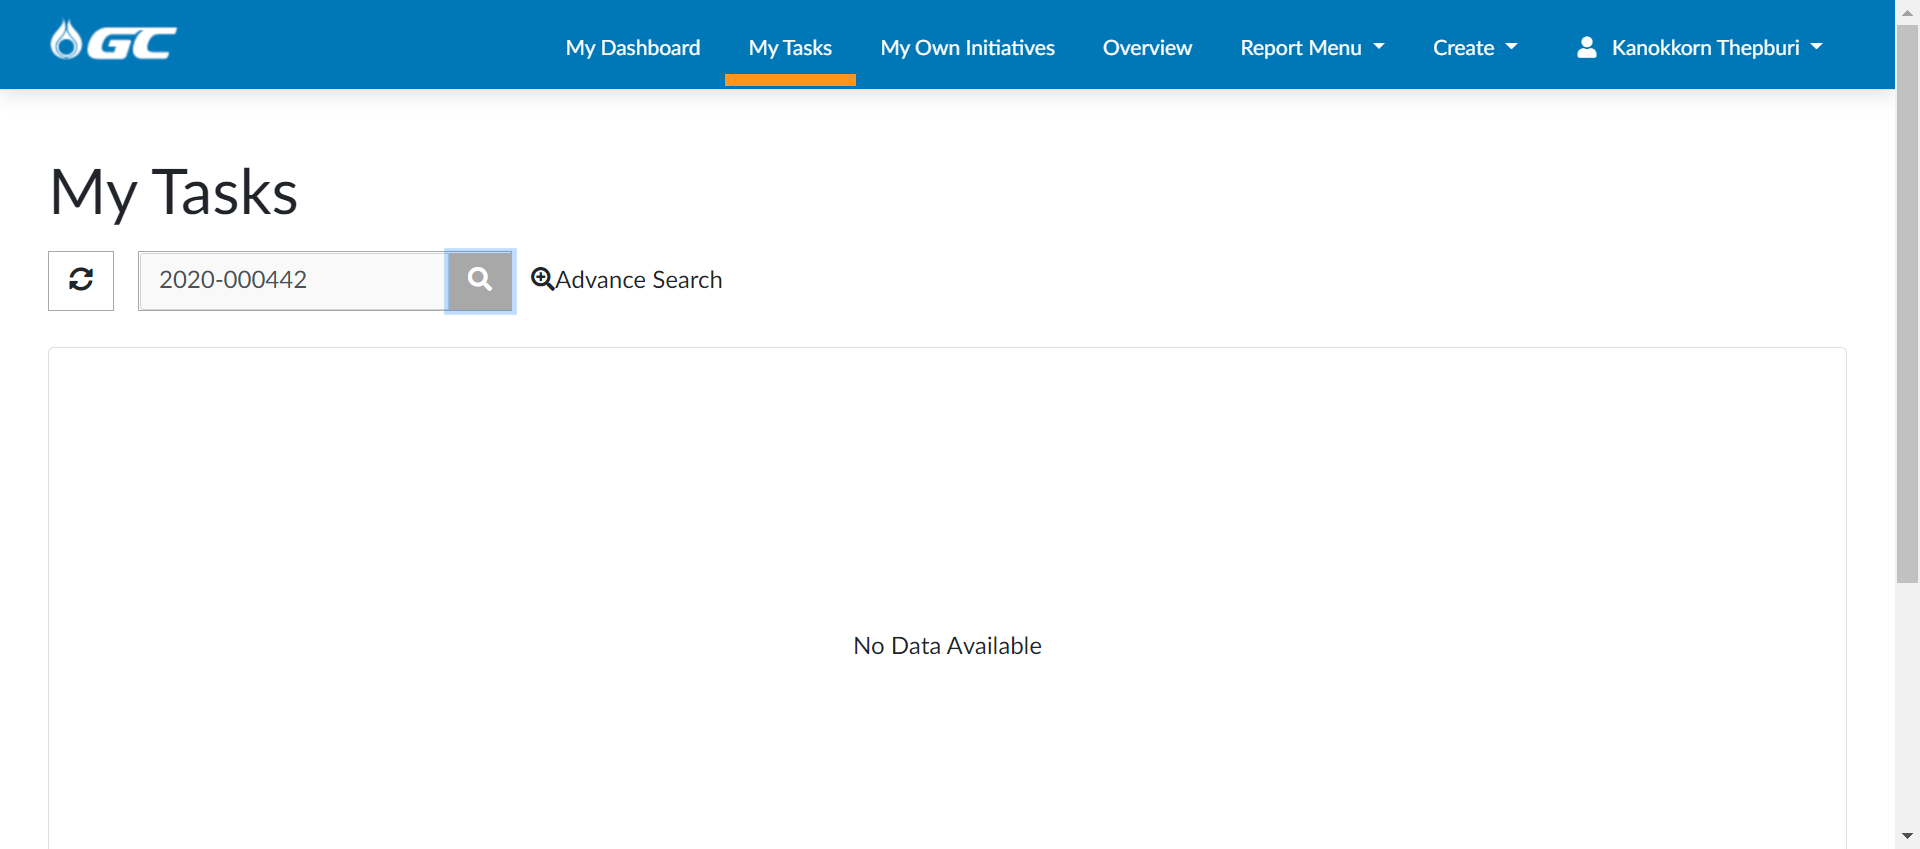 GC
My Dashboard
My Tasks
My Own Initiatives
Overview
Report Menu
Create
Kanokkorn Thepburi
My Tasks
2020-000442
Advance Search
No Data Available